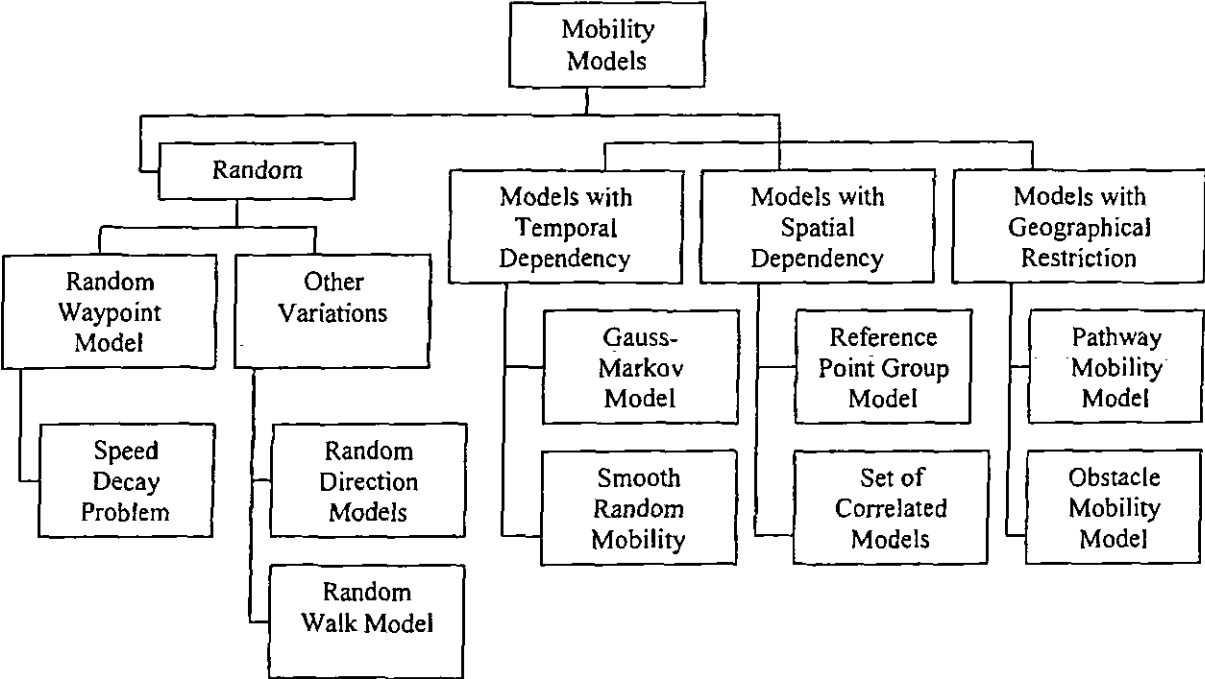 Mobility
Models
Random
Models with
Temporal
Dependency
Models with
Spatial
Dependency
Models with
Geographical
Restriction
Random
Waypoint
Model
Other
Variations
Gauss-
Markov
Model
Reference
Point Group
Model
Pathway
Mobility
Model
Speed
Decay
Problem
Random
Direction
Models
Smooth
Random
Mobility
Set of
Correlated
Models
Obstacle
Mobility
Model
Random
Walk Model